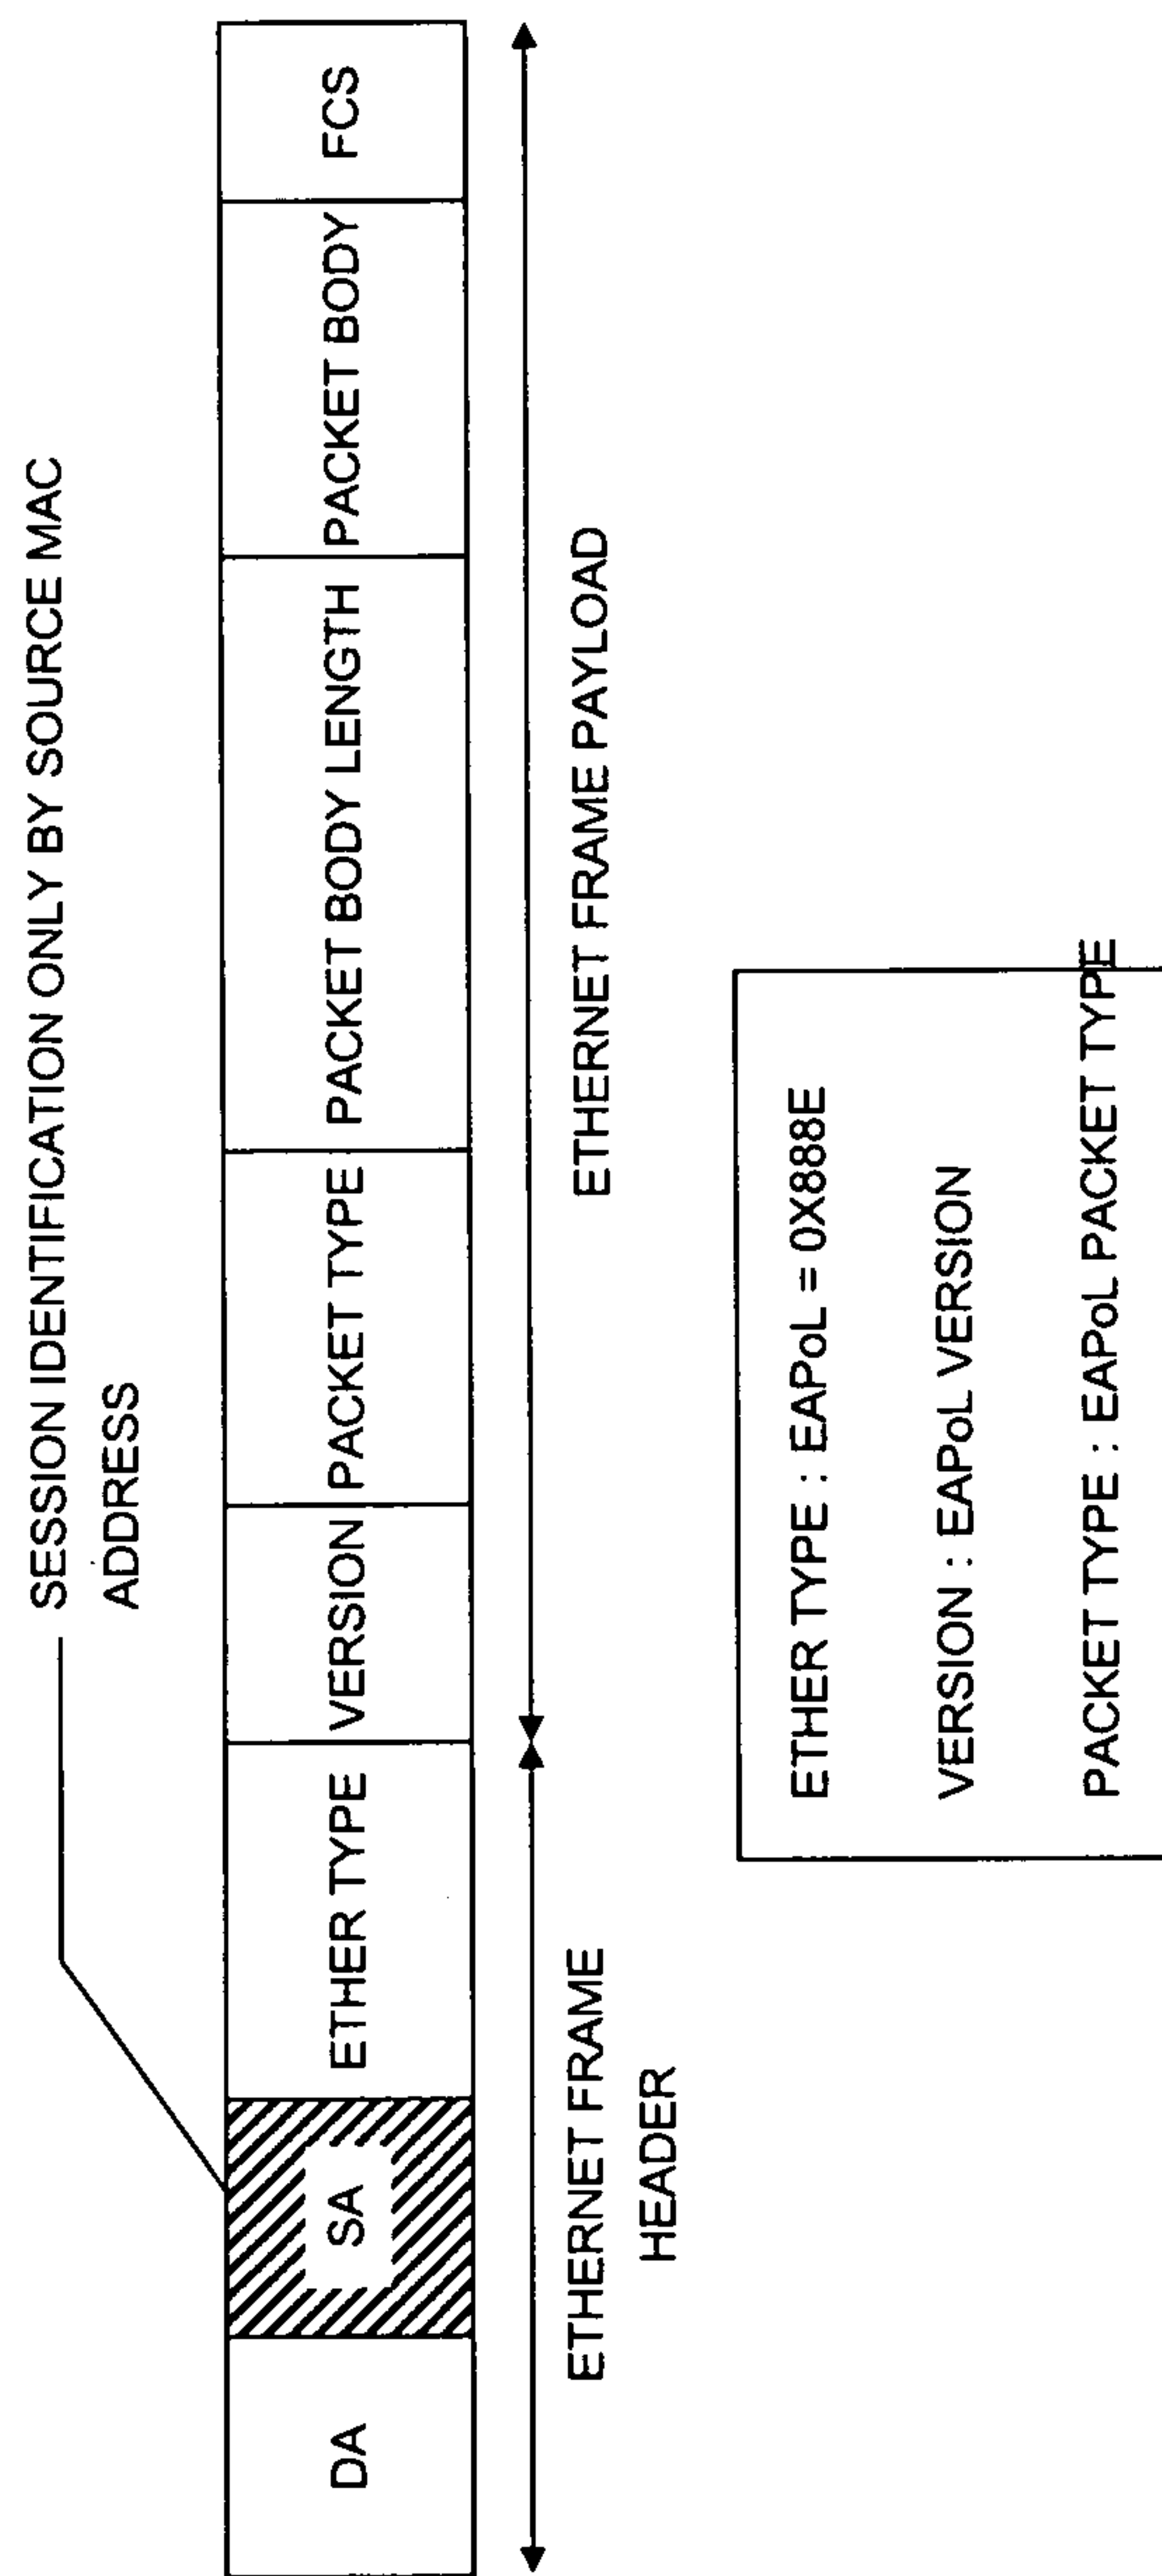 SESSION IDENTIFICATION ONLY BY SOURCE MAC
ADDRESS
DA
SA
ETHER TYPE
VERSION
PACKET TYPE
PACKET BODY LENGTH
PACKET BODY
FCS
ETHERNET FRAME
HEADER
ETHERNET FRAME PAYLOAD
ETHER TYPE : EAPoL = 0X888E
VERSION : EAPoL VERSION
PACKET TYPE : EAPoL PACKET TYPE